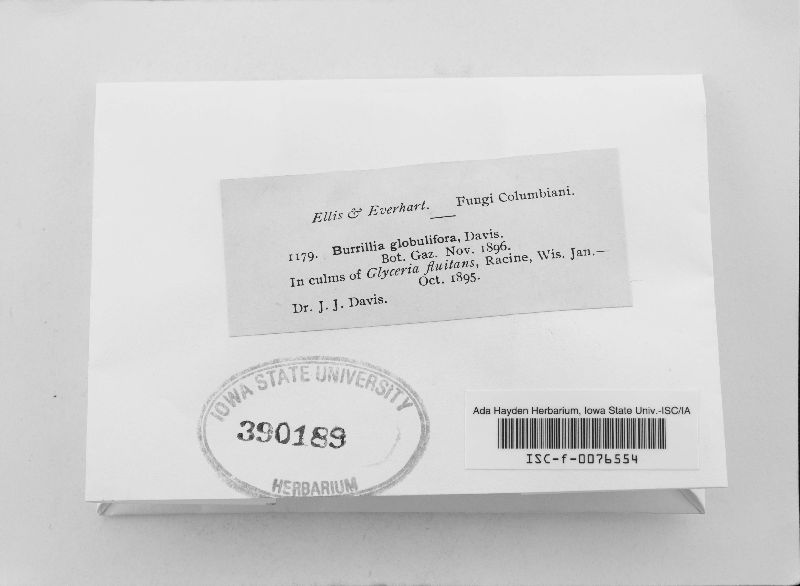 Ellis & Everhart. Fungi Columbiani.
1179. Burrillia globulifora, Davis.
Bot. Gaz. Nov. 1896.
In culms of Glyceria fluitans, Racine, Wis. Jan.–
Oct. 1895.
Dr. J. J. Davis.
IOWA STATE UNIVERSITY
390189
HERBARIUM
Ada Hayden Herbarium, Iowa State Univ.-ISC/IA
ISC-f-0076554